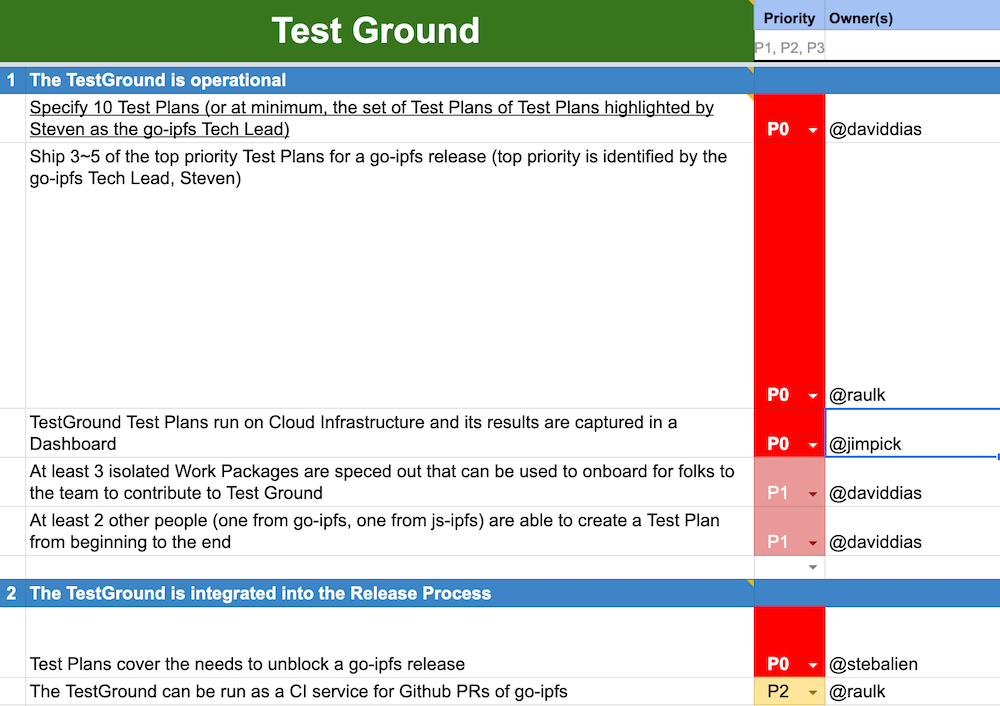 Test Ground
Priority Owner(s)
P1, P2, P3
1 The TestGround is operational
Specify 10 Test Plans (or at minimum, the set of Test Plans of Test Plans highlighted by
Steven as the go-ipfs Tech Lead)
P0 @daviddias
Ship 3~5 of the top priority Test Plans for a go-ipfs release (top priority is identified by the
go-ipfs Tech Lead, Steven)
P0 @raulk
TestGround Test Plans run on Cloud Infrastructure and its results are captured in a
Dashboard
P0 @jimpick
At least 3 isolated Work Packages are speced out that can be used to onboard for folks to
the team to contribute to Test Ground
P1 @daviddias
At least 2 other people (one from go-ipfs, one from js-ipfs) are able to create a Test Plan
from beginning to the end
P1 @daviddias
2 The TestGround is integrated into the Release Process
Test Plans cover the needs to unblock a go-ipfs release
P0 @stebalien
The TestGround can be run as a CI service for Github PRs of go-ipfs
P2 @raulk